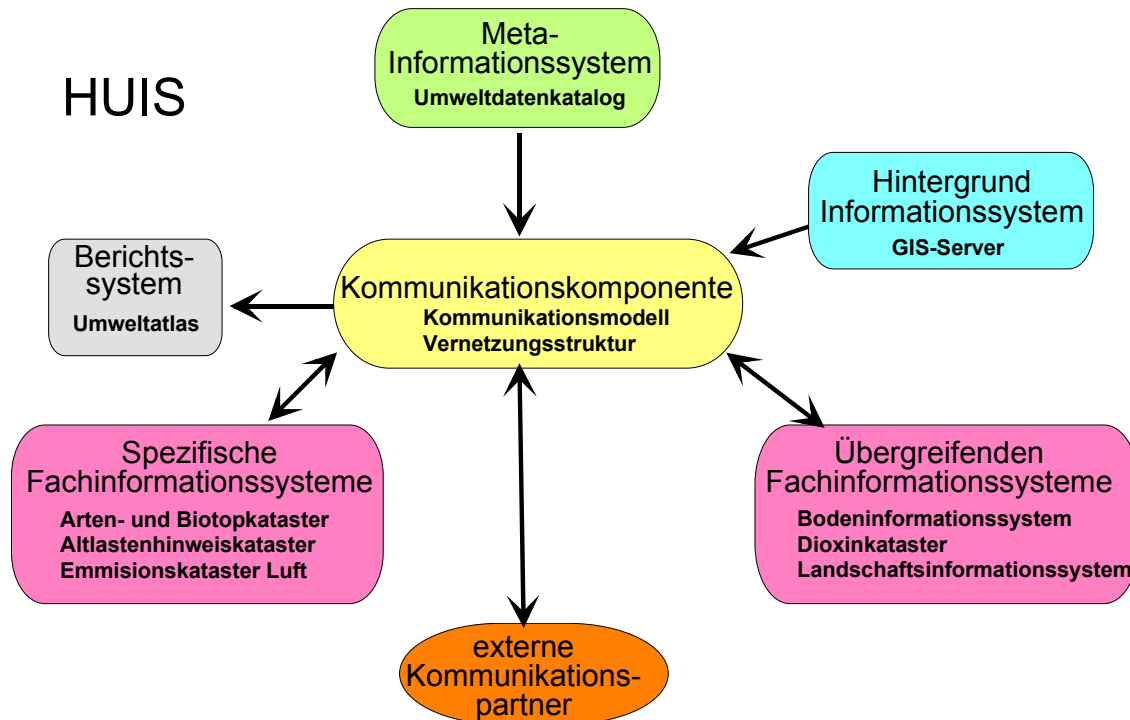 HUIS
Meta-
Informationssystem
Umweltdatenkatalog
Hintergrund
Informationssystem
GIS-Server
Berichts-
system
Umweltatlas
Kommunikationskomponente
Kommunikationsmodell
Vernetzungsstruktur
Spezifische
Fachinformationssysteme
Arten- und Biotopkataster
Altlastenhinweiskataster
Emmisionskataster Luft
Übergreifenden
Fachinformationssysteme
Bodeninformationssystem
Dioxinkataster
Landschaftsinformationssystem
externe
Kommunikations-
partner